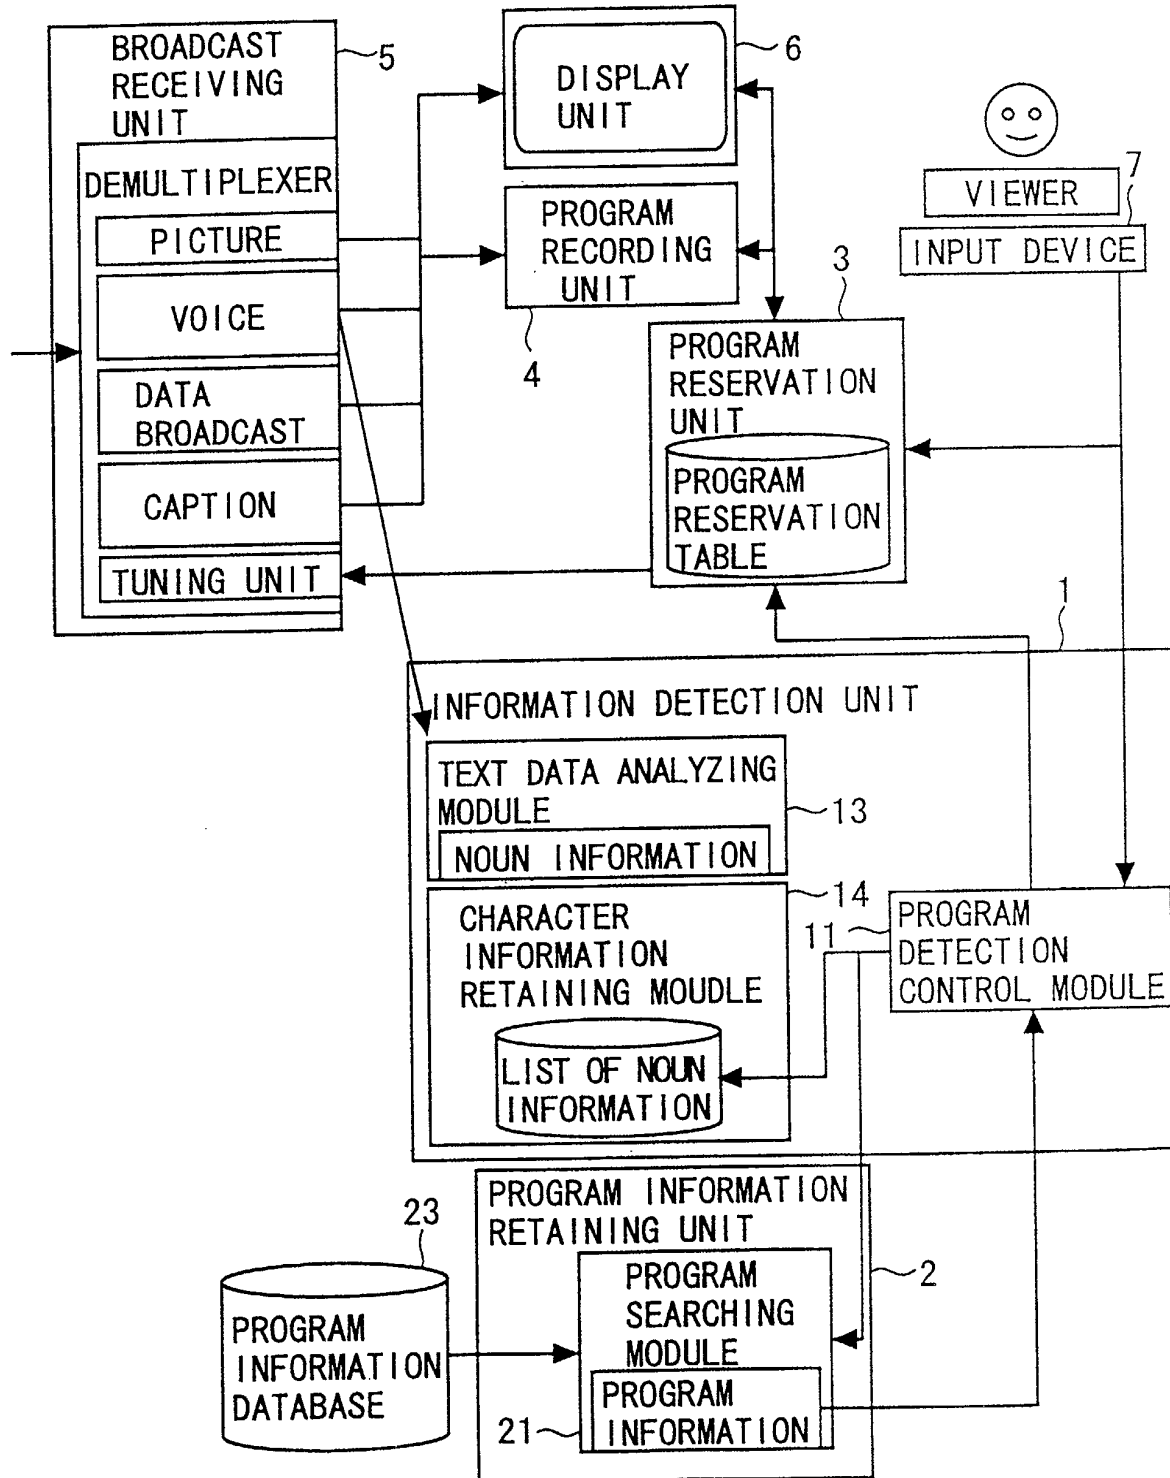 BROADCAST
RECEIVING
UNIT
5
DEMULTIPLEXER
PICTURE
VOICE
DATA
BROADCAST
CAPTION
TUNING UNIT
DISPLAY
UNIT
6
PROGRAM
RECORDING
UNIT
4
VIEWER
7
INPUT DEVICE
3
PROGRAM
RESERVATION
UNIT
PROGRAM
RESERVATION
TABLE
1
INFORMATION DETECTION UNIT
TEXT DATA ANALYZING
MODULE
13
NOUN INFORMATION
14
CHARACTER
INFORMATION
RETAINING MOUDLE
LIST OF NOUN
INFORMATION
11
PROGRAM
DETECTION
CONTROL MODULE
PROGRAM INFORMATION
RETAINING UNIT
2
PROGRAM
SEARCHING
MODULE
PROGRAM
INFORMATION
21
23
PROGRAM
INFORMATION
DATABASE